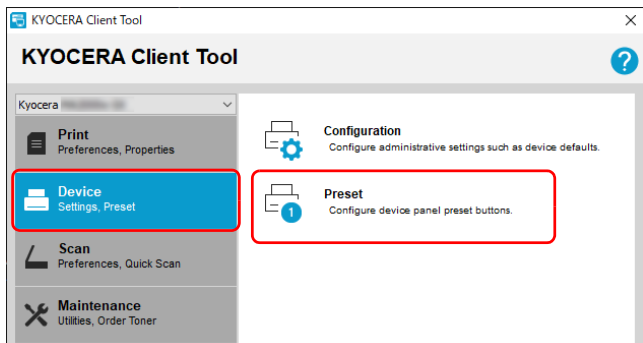 KYOCERA Client Tool
KYOCERA Client Tool
?
Kyocera
Print
Preferences, Properties
Device
Settings, Preset
Scan
Preferences, Quick Scan
Maintenance
Utilities, Order Toner
Configuration
Configure administrative settings such as device defaults.
1
Preset
Configure device panel preset buttons.